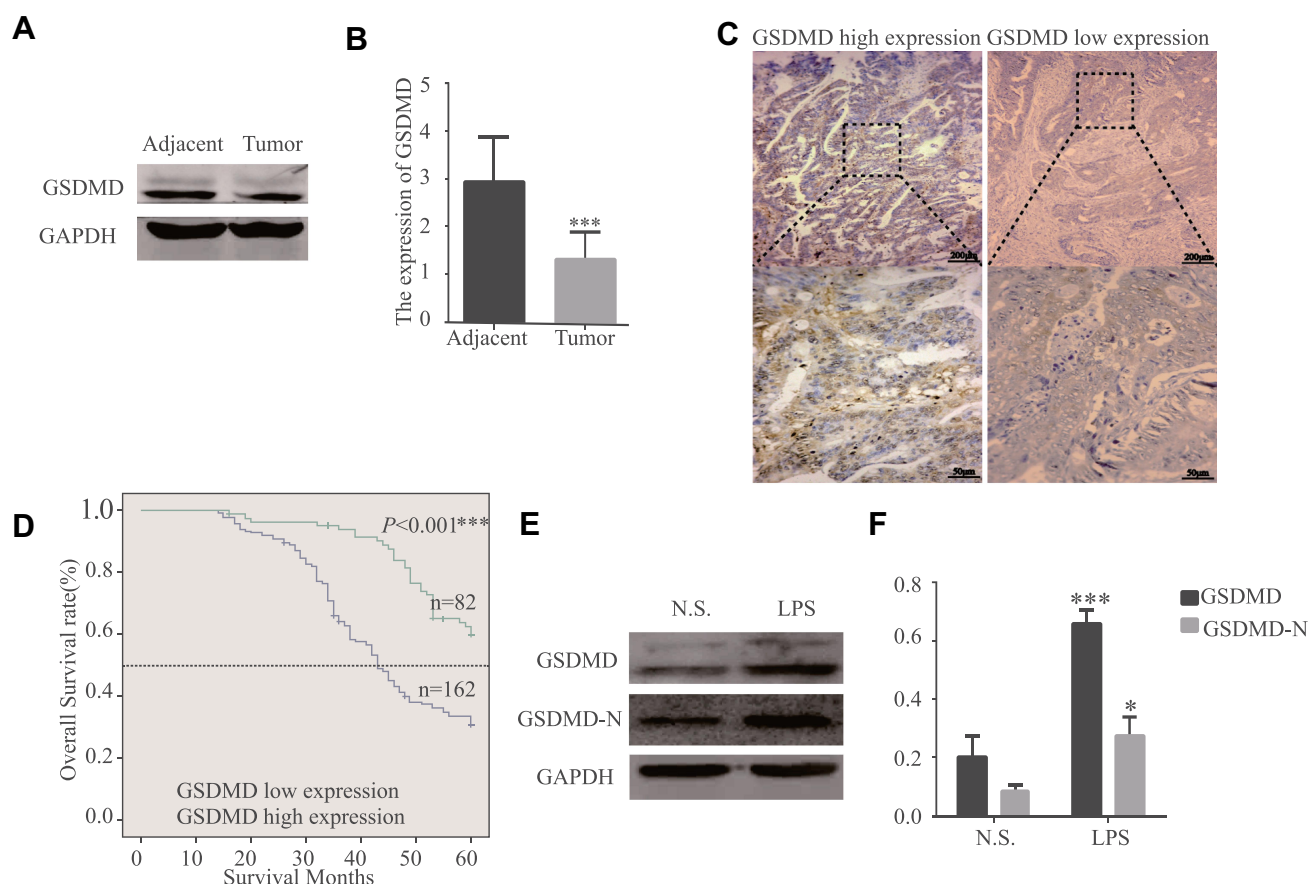 A
Adjacent Tumor
GSDMD
GAPDH
B
The expression of GSDMD
5
4
3
2
1
0
Adjacent Tumor
***
C
GSDMD high expression GSDMD low expression
200μm 200μm
50μm 50μm
D
Overall Survival rate(%)
1.0
0.8
0.6
0.4
0.2
0.0
P<0.001***
n=82
n=162
GSDMD low expression
GSDMD high expression
0 10 20 30 40 50 60
Survival Months
E
N.S. LPS
GSDMD
GSDMD-N
GAPDH
F
0.8
0.6
0.4
0.2
0.0
***
*
N.S. LPS
GSDMD
GSDMD-N